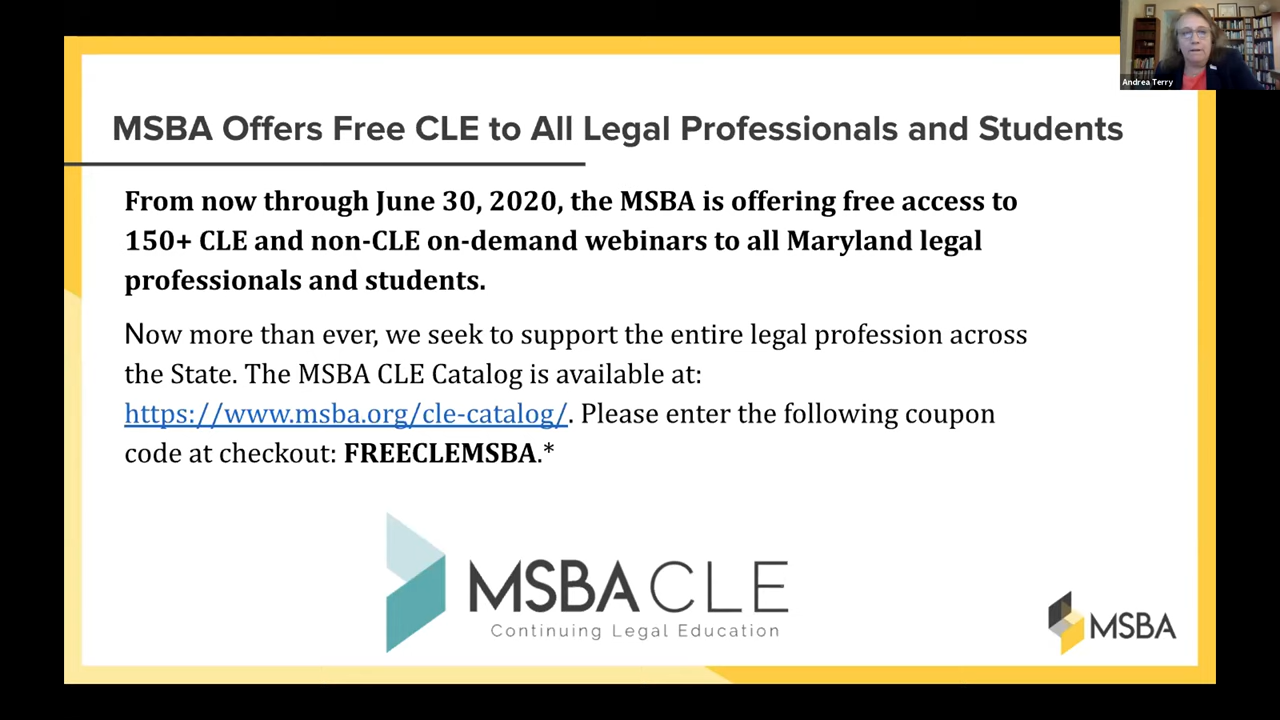 Andrea Terry
MSBA Offers Free CLE to All Legal Professionals and Students
From now through June 30, 2020, the MSBA is offering free access to
150+ CLE and non-CLE on-demand webinars to all Maryland legal
professionals and students.
Now more than ever, we seek to support the entire legal profession across
the State. The MSBA CLE Catalog is available at:
https://www.msba.org/cle-catalog/. Please enter the following coupon
code at checkout: FREECLEMSBA.*
MSBA CLE
Continuing Legal Education
MSBA